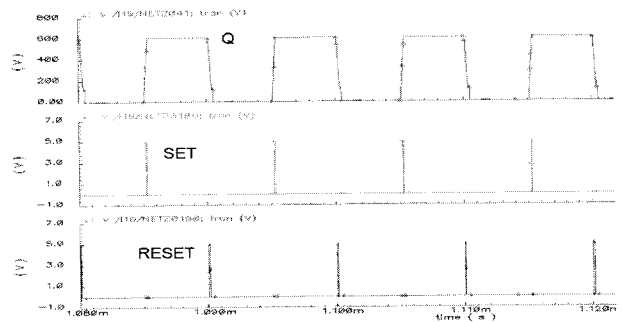 800
600
400
200
0.00
(V)
tran (V)
Q
7.0
5.0
3.0
1.0
-1.0
(V)
tran (V)
SET
7.0
5.0
3.0
1.0
-1.0
(V)
tran (V)
RESET
1.080m
1.090m
1.100m
1.110m
1.120m
time ( s )